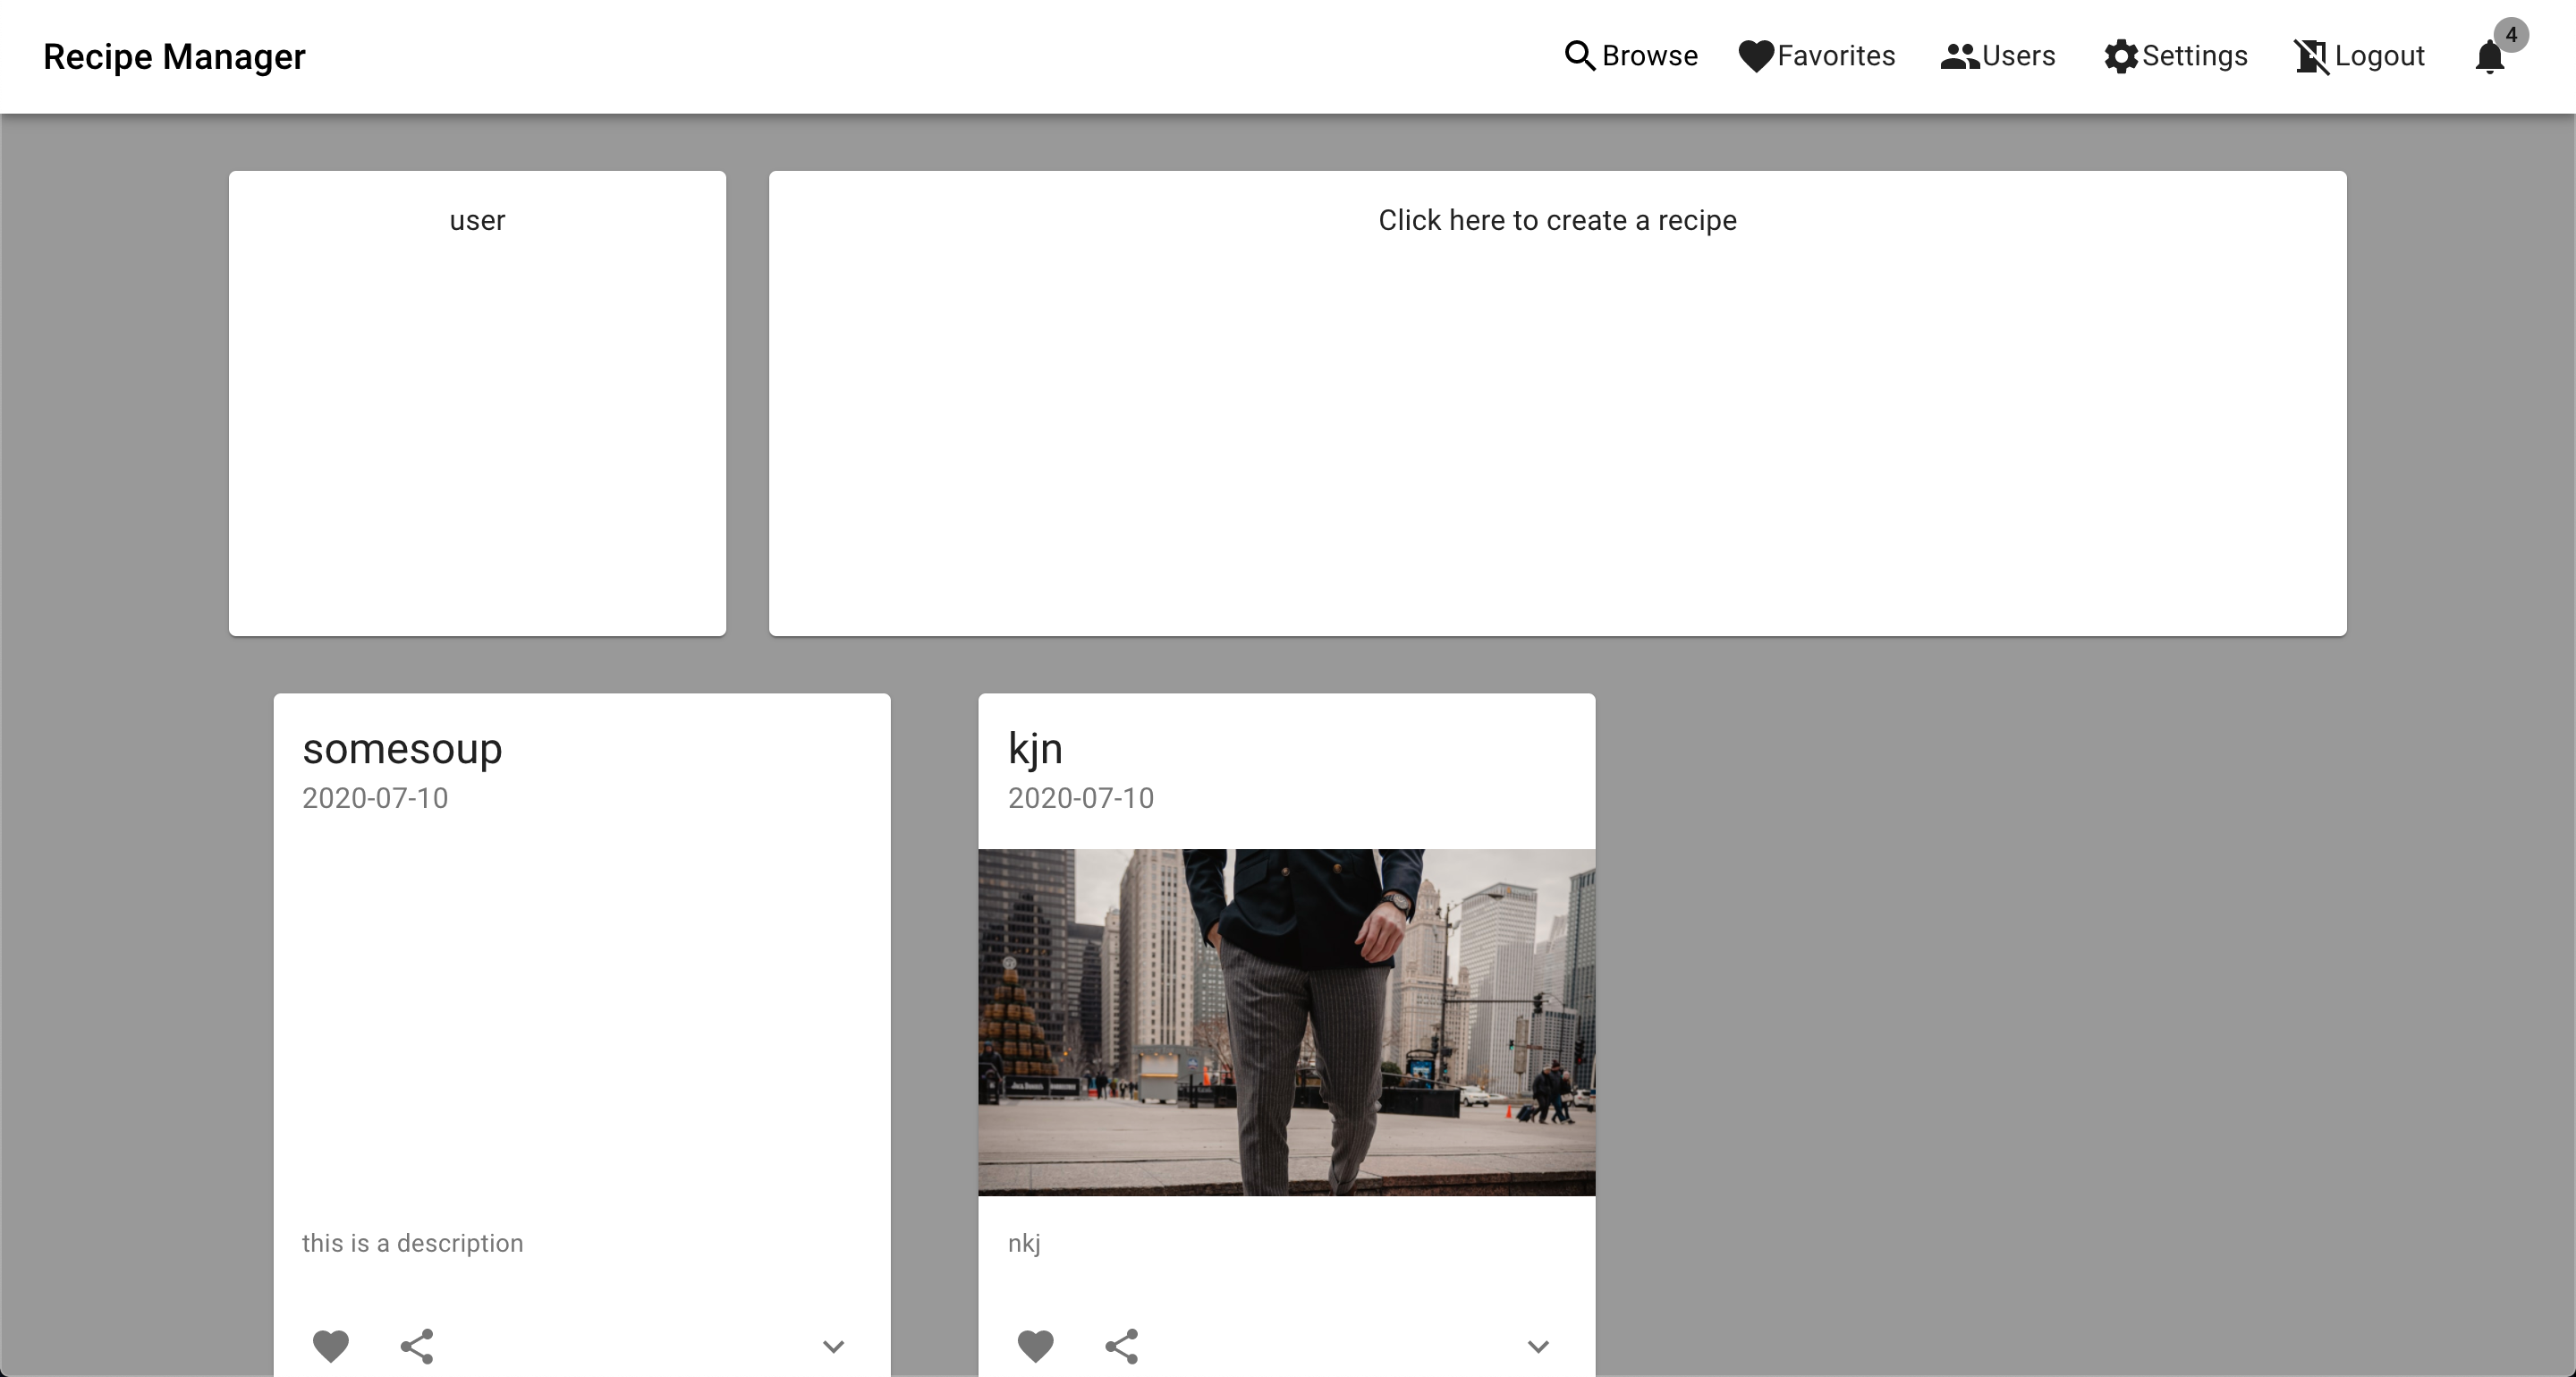 Recipe Manager
Browse
Favorites
Users
Settings
Logout
4
user
Click here to create a recipe
somesoup
2020-07-10
this is a description
kjn
2020-07-10
nkj